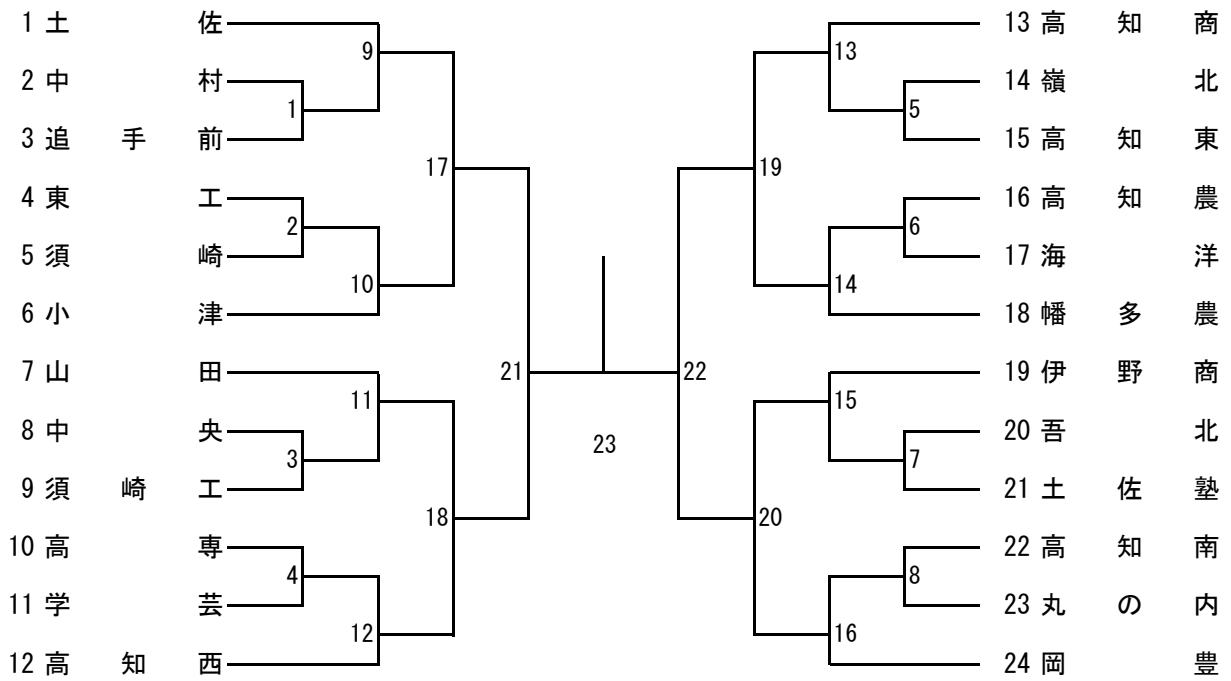 1 土佐
9
2 中村
1
3 追手前
17
4 東工
2
5 須崎
10
6 小津
7 山田
21
11
8 中央
3
9 須崎工
18
10 高専
4
11 学芸
12
12 高知西
23
13 高知商
13
14 嶺北
5
15 高知東
19
16 高知農
6
17 海洋
14
18 幡多農
22
19 伊野商
15
20 吾北
7
21 土佐塾
20
22 高知南
8
23 丸の内
16
24 岡豊